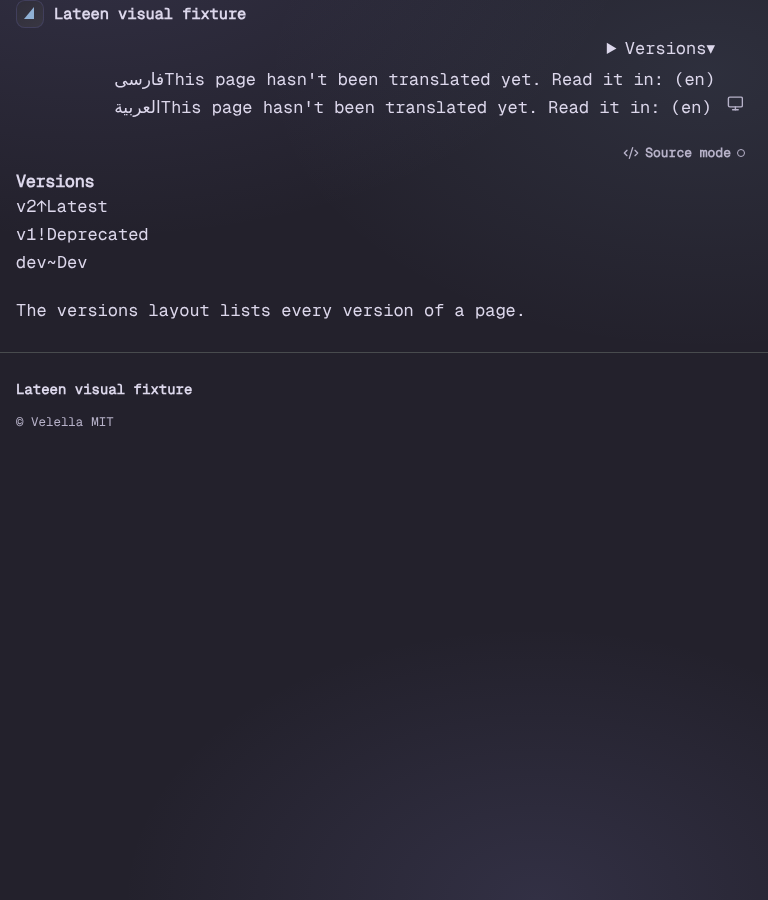 Lateen visual fixture
▶ Versions▾
فارسیThis page hasn't been translated yet. Read it in: (en)
العربيةThis page hasn't been translated yet. Read it in: (en)
</> Source mode ○
Versions
v2↑Latest
v1!Deprecated
dev~Dev
The versions layout lists every version of a page.
Lateen visual fixture
© Velella MIT